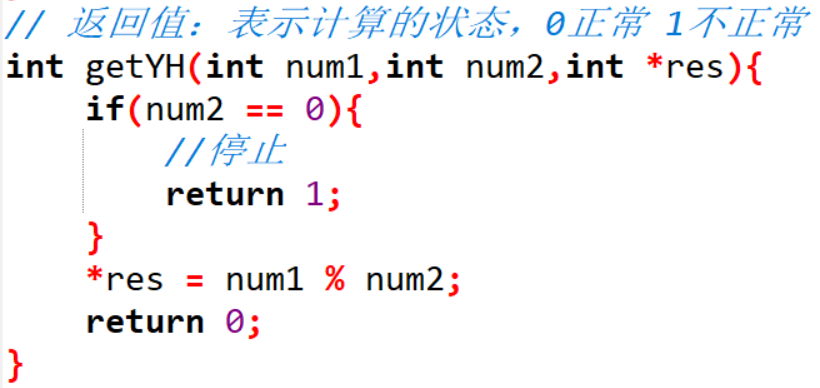 // 返回值：表示计算的状态，0正常 1不正常
int getYH(int num1,int num2,int *res){
    if(num2 == 0){
        //停止
        return 1;
    }
    *res = num1 % num2;
    return 0;
}